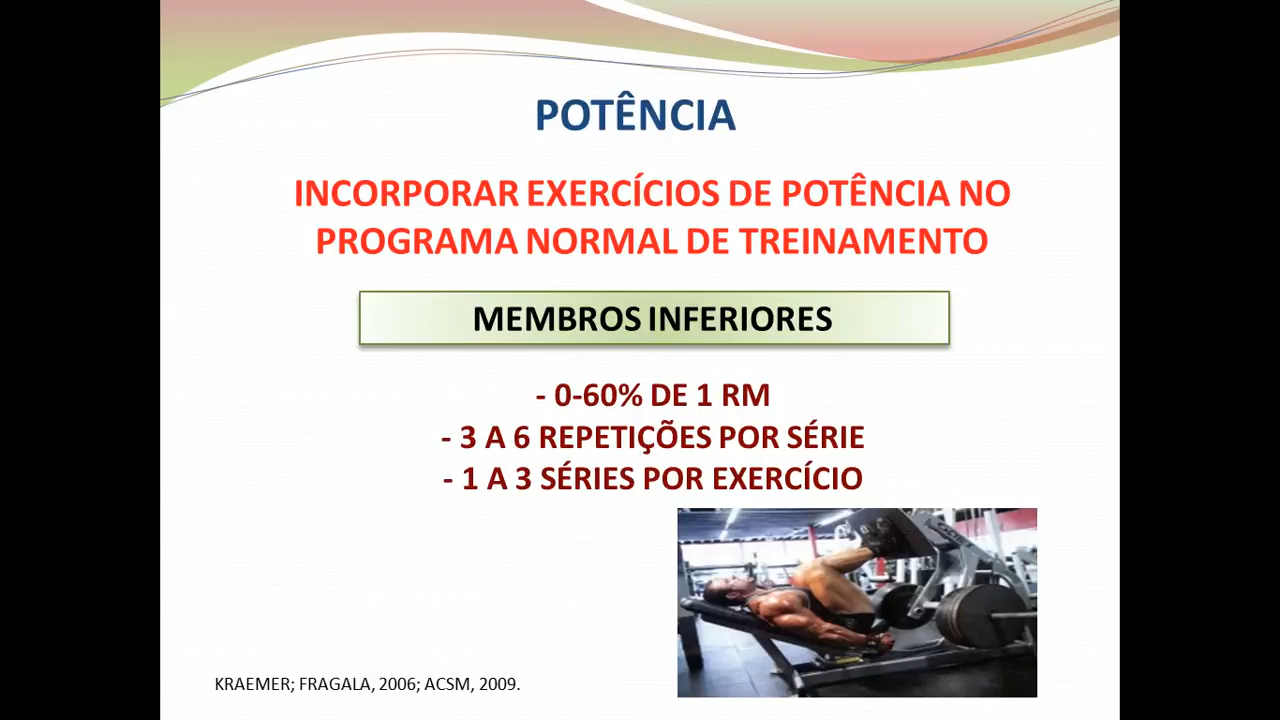 POTÊNCIA
INCORPORAR EXERCÍCIOS DE POTÊNCIA NO
PROGRAMA NORMAL DE TREINAMENTO
MEMBROS INFERIORES
- 0-60% DE 1 RM
- 3 A 6 REPETIÇÕES POR SÉRIE
- 1 A 3 SÉRIES POR EXERCÍCIO
KRAEMER; FRAGALA, 2006; ACSM, 2009.